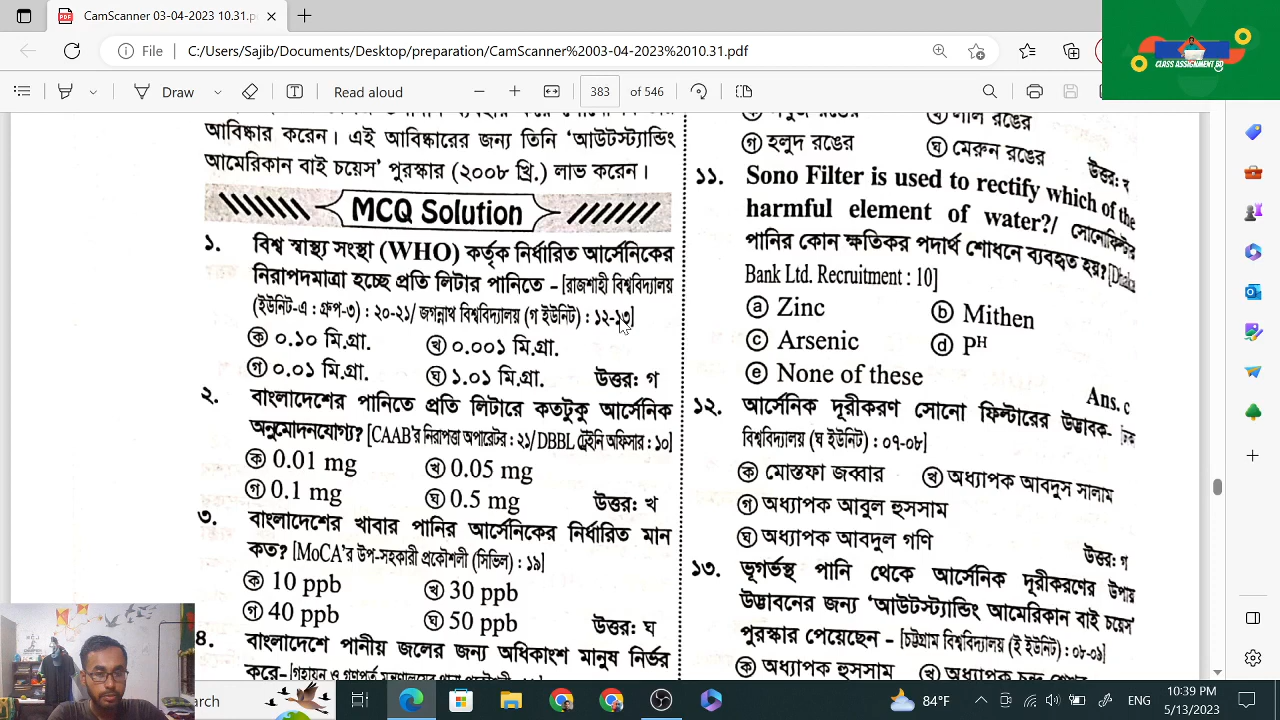 CamScanner 03-04-2023 10.31.p
File
C:/Users/Sajib/Documents/Desktop/preparation/CamScanner%2003-04-2023%2010.31.pdf
CLASS ASSIGNMENT BD
Draw
Read aloud
383 of 546
আবিষ্কার করেন। এই আবিষ্কারের জন্য তিনি ‘আউটস্ট্যান্ডিং
আমেরিকান বাই চয়েস’ পুরস্কার (২০০৮ খ্রি.) লাভ করেন।
MCQ Solution
১. বিশ্ব স্বাস্থ্য সংস্থা (WHO) কর্তৃক নির্ধারিত আর্সেনিকের
নিরাপদমাত্রা হচ্ছে প্রতি লিটার পানিতে – [রাজশাহী বিশ্ববিদ্যালয়
(ইউনিট-এ : গ্রুপ-৩) : ২০-২১/ জগন্নাথ বিশ্ববিদ্যালয় (গ ইউনিট) : ১২-১৩]
ক ০.১০ মি.গ্রা. খ ০.০০১ মি.গ্রা.
গ ০.০১ মি.গ্রা. ঘ ১.০১ মি.গ্রা. উত্তর: গ
২. বাংলাদেশের পানিতে প্রতি লিটারে কতটুকু আর্সেনিক
অনুমোদনযোগ্য? [CAAB'র নিরাপত্তা অপারেটর : ২১/ DBBL ট্রেইনি অফিসার : ১০]
ক 0.01 mg খ 0.05 mg
গ 0.1 mg ঘ 0.5 mg উত্তর: খ
৩. বাংলাদেশের খাবার পানির আর্সেনিকের নির্ধারিত মান
কত? [MoCA'র উপ-সহকারী প্রকৌশলী (সিভিল) : ১৯]
ক 10 ppb খ 30 ppb
গ 40 ppb ঘ 50 ppb উত্তর: ঘ
৪. বাংলাদেশে পানীয় জলের জন্য অধিকাংশ মানুষ নির্ভর
করে–
লাল রঙের
গ হলুদ রঙের ঘ মেরুন রঙের
উত্তর:
১১. Sono Filter is used to rectify which of the
harmful element of water?/ সোনোফিল্টার
পানির কোন ক্ষতিকর পদার্থ শোধনে ব্যবহৃত হয়? [Dhaka
Bank Ltd. Recruitment : 10]
a Zinc b Mithen
c Arsenic d Pᴴ
e None of these
Ans. c
১২. আর্সেনিক দূরীকরণ সোনো ফিল্টারের উদ্ভাবক-
বিশ্ববিদ্যালয় (ঘ ইউনিট) : ০৭-০৮]
ক মোস্তফা জব্বার খ অধ্যাপক আবদুস সালাম
গ অধ্যাপক আবুল হুসসাম
ঘ অধ্যাপক আবদুল গণি
উত্তর: গ
১৩. ভূগর্ভস্থ পানি থেকে আর্সেনিক দূরীকরণের উপায়
উদ্ভাবনের জন্য ‘আউটস্ট্যান্ডিং আমেরিকান বাই চয়েস’
পুরস্কার পেয়েছেন – [চট্টগ্রাম বিশ্ববিদ্যালয় (ই ইউনিট) : ০৮-০৯]
ক অধ্যাপক হুসসাম খ অধ্যাপক
arch
84°F
ENG
10:39 PM
5/13/2023